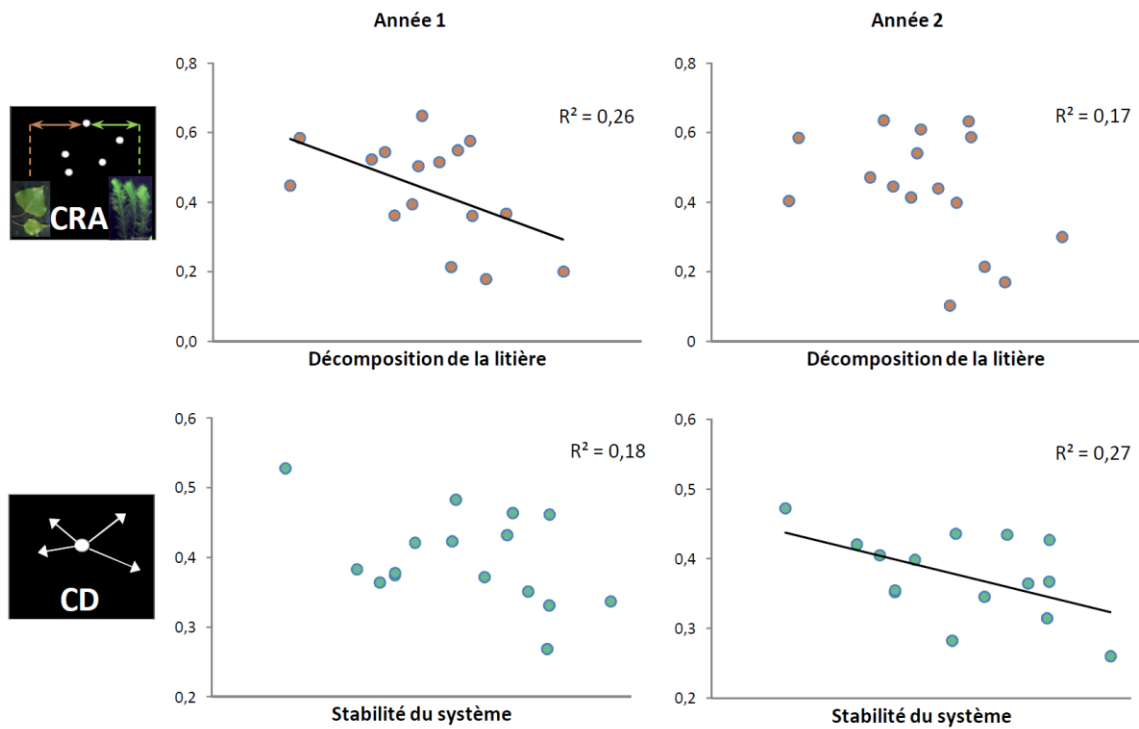 Année 1
Année 2
0,8
0,6
0,4
0,2
0,0
R² = 0,26
CRA
Décomposition de la litière
0,8
0,6
0,4
0,2
0
R² = 0,17
Décomposition de la litière
0,6
0,5
0,4
0,3
0,2
R² = 0,18
CD
Stabilité du système
0,6
0,5
0,4
0,3
0,2
R² = 0,27
Stabilité du système